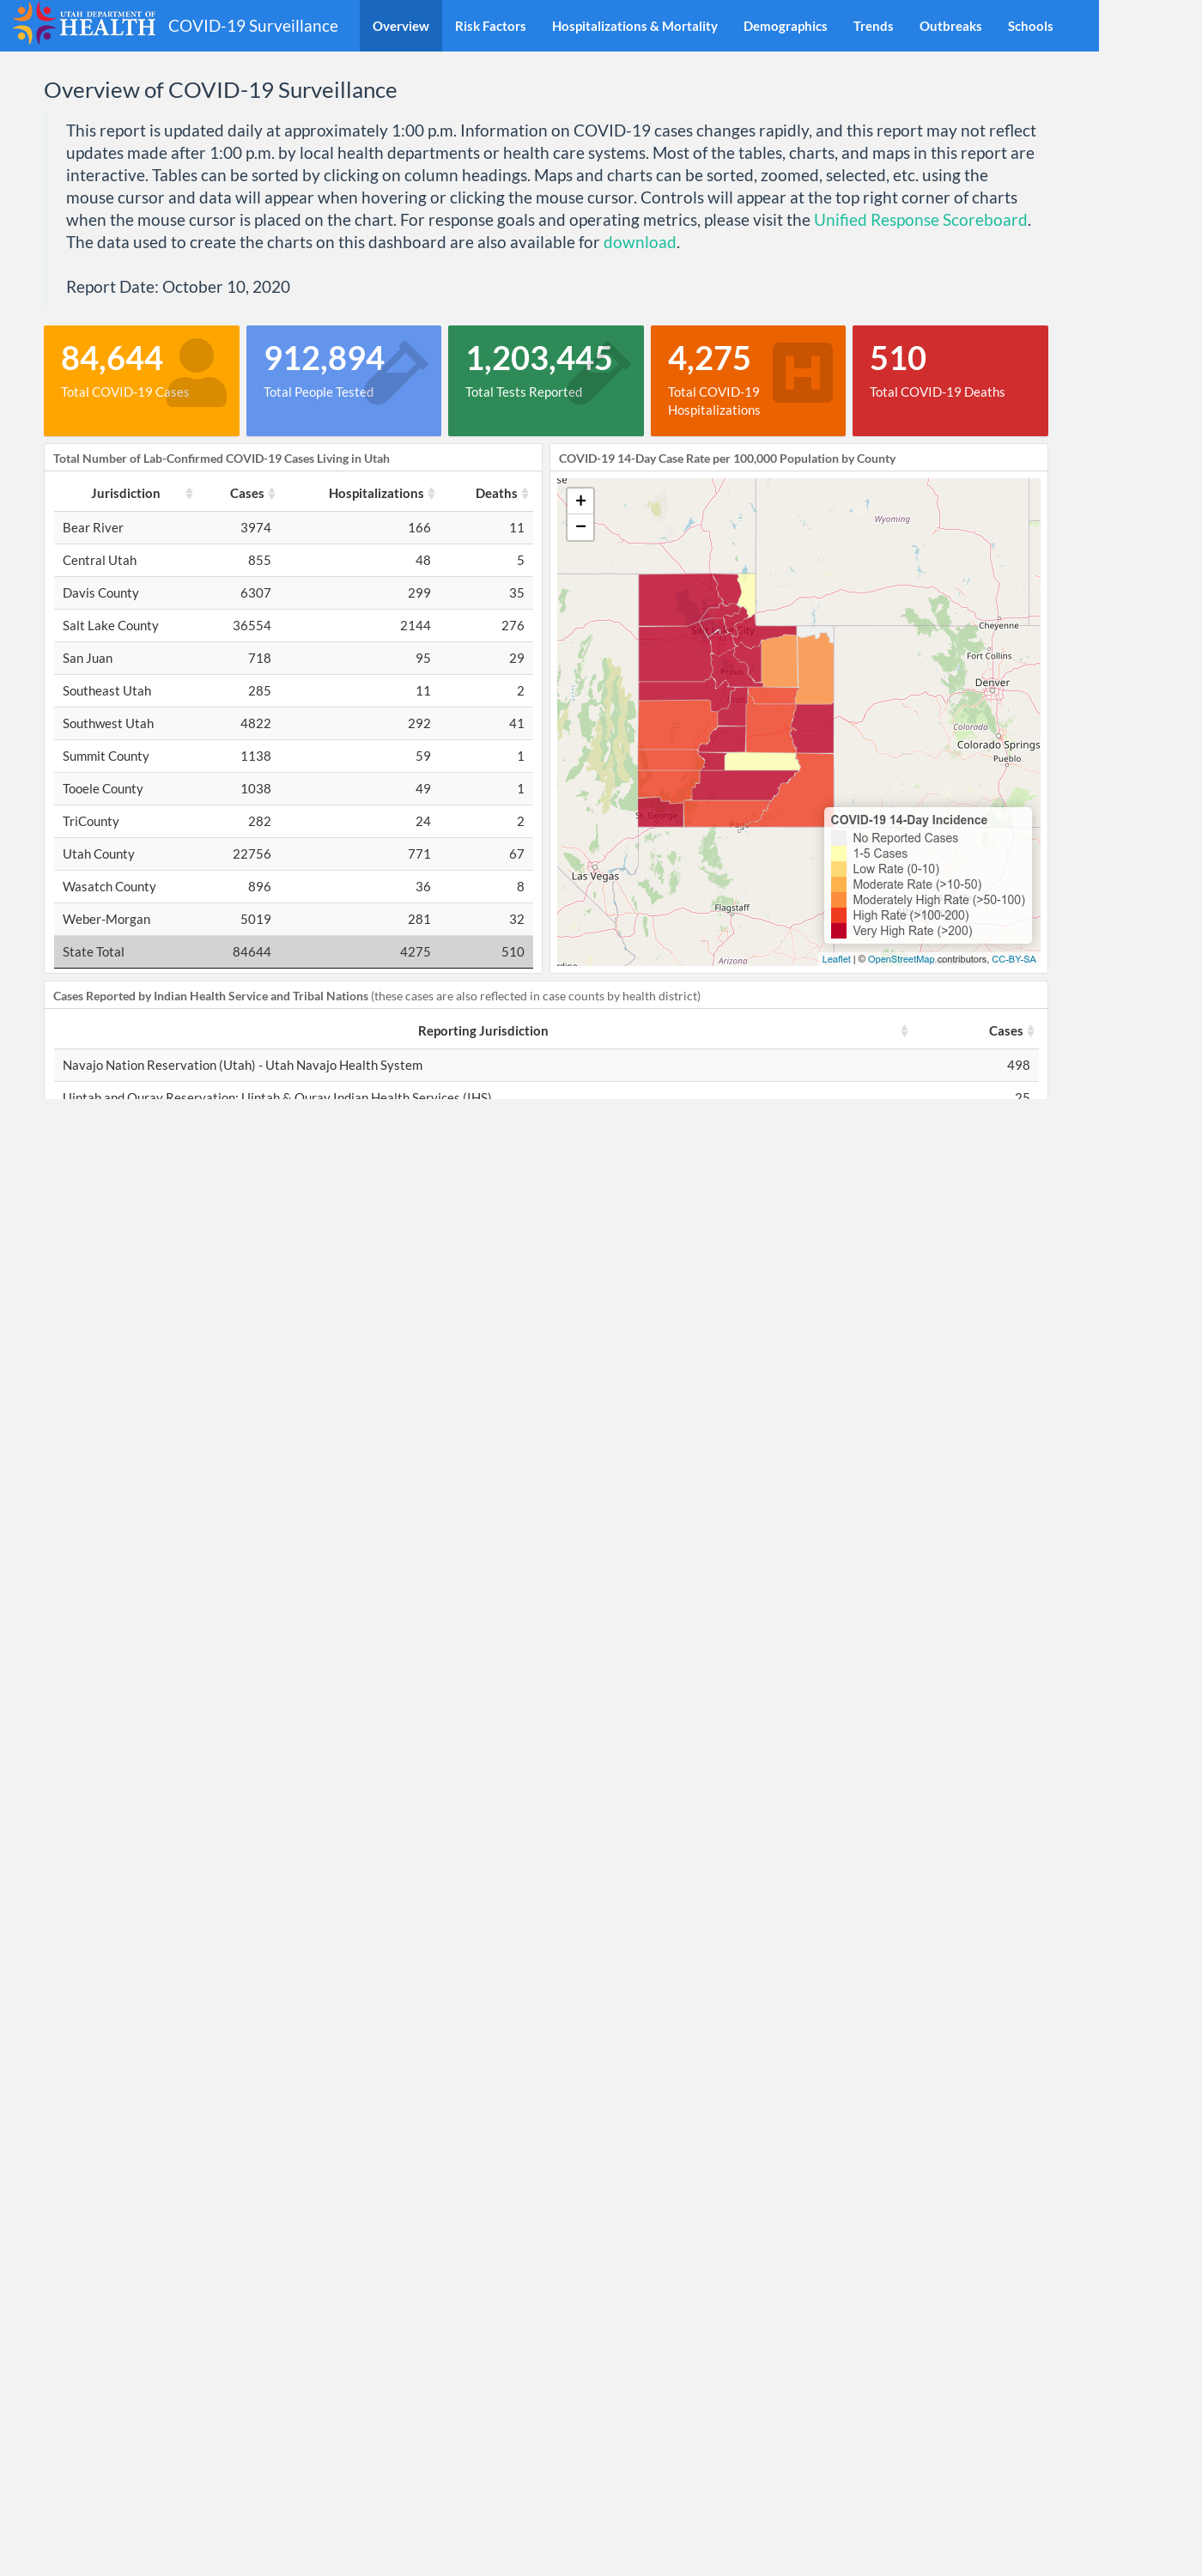 UTAH DEPARTMENT OF
HEALTH
COVID-19 Surveillance
Overview
Risk Factors
Hospitalizations & Mortality
Demographics
Trends
Outbreaks
Schools
Overview of COVID-19 Surveillance
This report is updated daily at approximately 1:00 p.m. Information on COVID-19 cases changes rapidly, and this report may not reflect
updates made after 1:00 p.m. by local health departments or health care systems. Most of the tables, charts, and maps in this report are
interactive. Tables can be sorted by clicking on column headings. Maps and charts can be sorted, zoomed, selected, etc. using the
mouse cursor and data will appear when hovering or clicking the mouse cursor. Controls will appear at the top right corner of charts
when the mouse cursor is placed on the chart. For response goals and operating metrics, please visit the Unified Response Scoreboard.
The data used to create the charts on this dashboard are also available for download.
Report Date: October 10, 2020
84,644
Total COVID-19 Cases
912,894
Total People Tested
1,203,445
Total Tests Reported
4,275
Total COVID-19
Hospitalizations
H
510
Total COVID-19 Deaths
Total Number of Lab-Confirmed COVID-19 Cases Living in Utah
Jurisdiction Cases Hospitalizations Deaths
Bear River 3974 166 11
Central Utah 855 48 5
Davis County 6307 299 35
Salt Lake County 36554 2144 276
San Juan 718 95 29
Southeast Utah 285 11 2
Southwest Utah 4822 292 41
Summit County 1138 59 1
Tooele County 1038 49 1
TriCounty 282 24 2
Utah County 22756 771 67
Wasatch County 896 36 8
Weber-Morgan 5019 281 32
State Total 84644 4275 510
COVID-19 14-Day Case Rate per 100,000 Population by County
se
+
−
Wyoming
Salt Lake City
Cheyenne
Fort Collins
Provo
Denver
Utah
Colorado
Colorado Springs
Pueblo
St. George
Page
Las Vegas
Flagstaff
Arizona
COVID-19 14-Day Incidence
No Reported Cases
1-5 Cases
Low Rate (0-10)
Moderate Rate (>10-50)
Moderately High Rate (>50-100)
High Rate (>100-200)
Very High Rate (>200)
Leaflet | © OpenStreetMap contributors, CC-BY-SA
Cases Reported by Indian Health Service and Tribal Nations (these cases are also reflected in case counts by health district)
Reporting Jurisdiction Cases
Navajo Nation Reservation (Utah) - Utah Navajo Health System 498
Uintah and Ouray Reservation: Uintah & Ouray Indian Health Services (IHS) 25